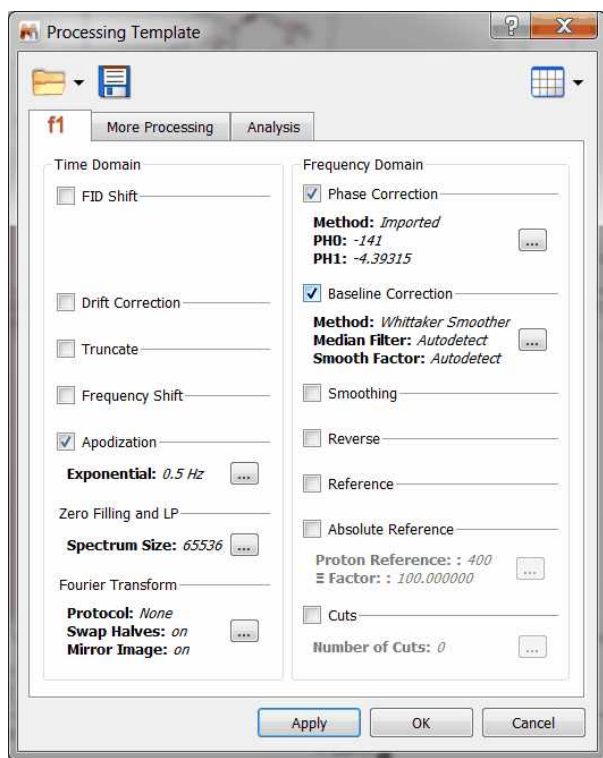 Processing Template
f1
More Processing
Analysis
Time Domain
FID Shift
Drift Correction
Truncate
Frequency Shift
Apodization
Exponential: 0.5 Hz
...
Zero Filling and LP
Spectrum Size: 65536
...
Fourier Transform
Protocol: None
Swap Halves: on
Mirror Image: on
...
Frequency Domain
Phase Correction
Method: Imported
PH0: -141
PH1: -4.39315
...
Baseline Correction
Method: Whittaker Smoother
Median Filter: Autodetect
Smooth Factor: Autodetect
...
Smoothing
Reverse
Reference
Absolute Reference
Proton Reference: : 400
Ξ Factor: : 100.000000
...
Cuts
Number of Cuts: 0
...
Apply
OK
Cancel